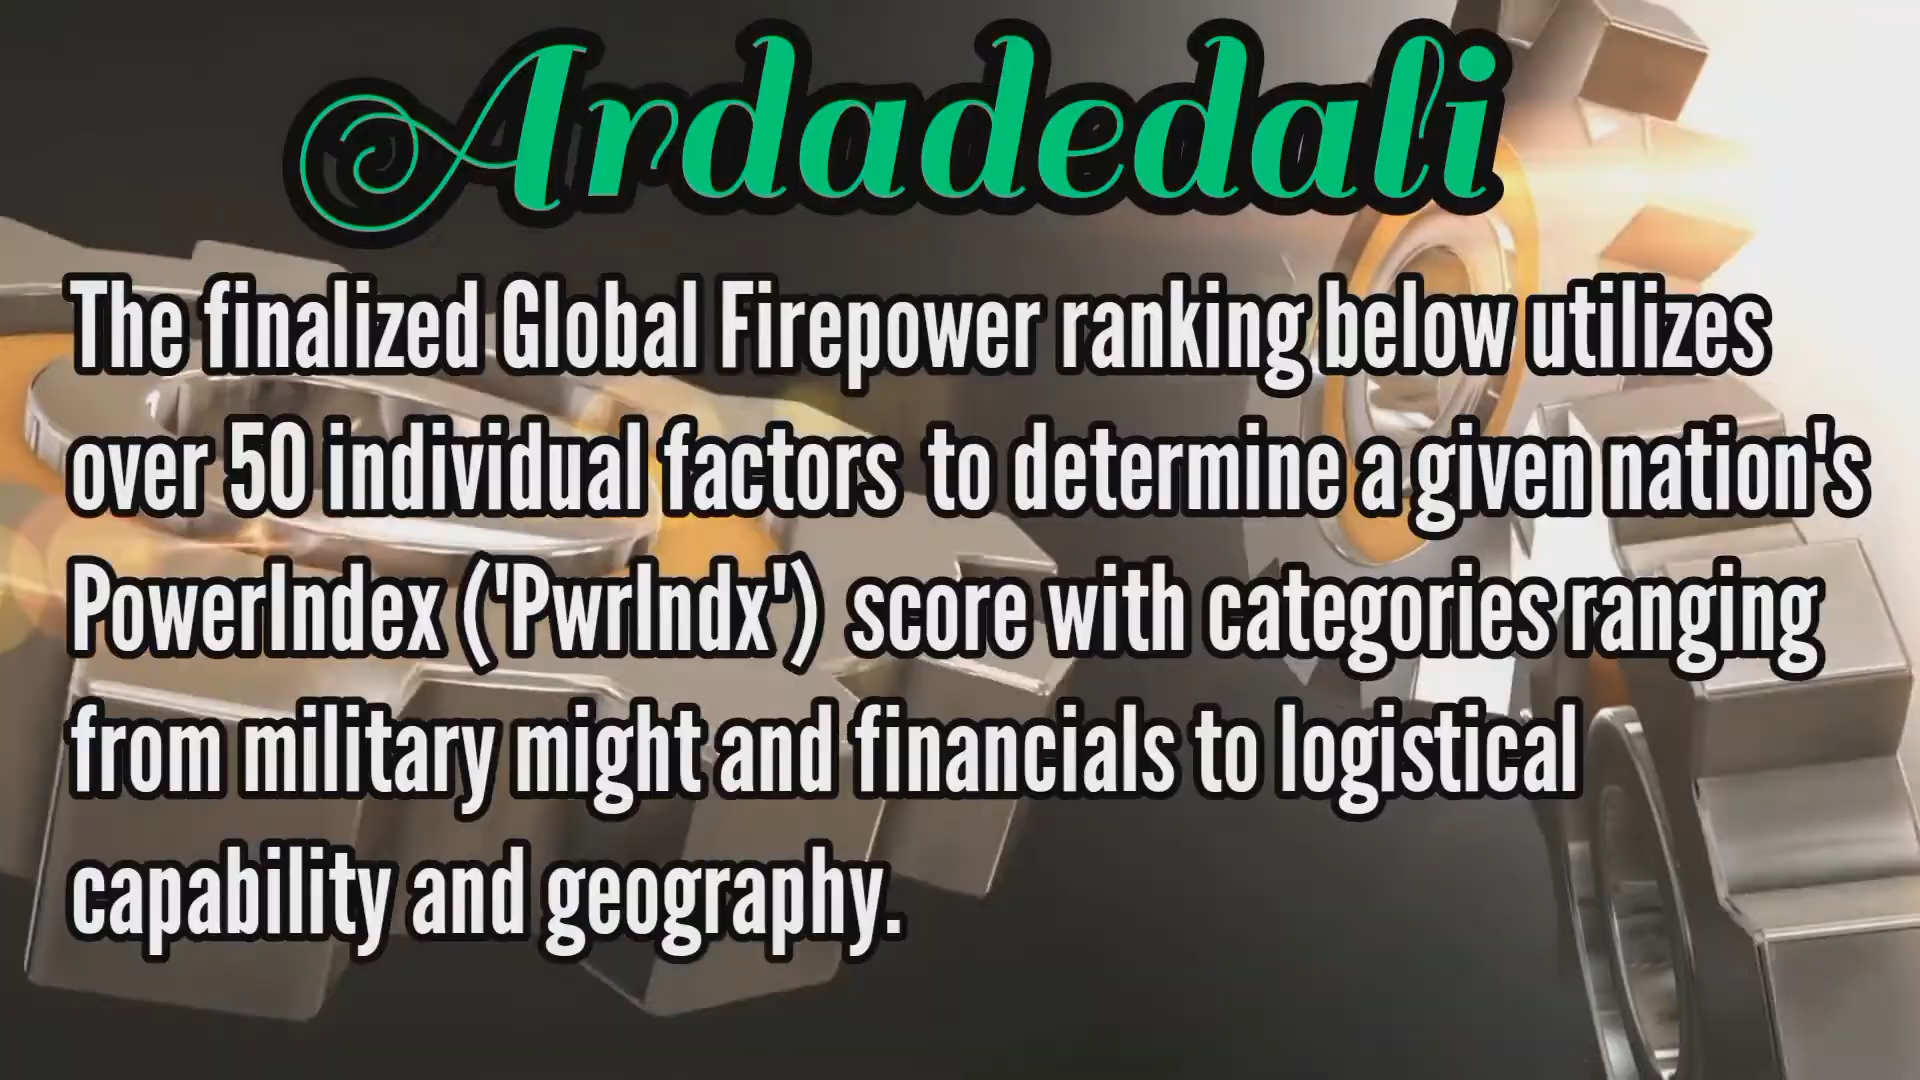 Ardadedali
The finalized Global Firepower ranking below utilizes
over 50 individual factors to determine a given nation's
PowerIndex ('PwrIndx') score with categories ranging
from military might and financials to logistical
capability and geography.